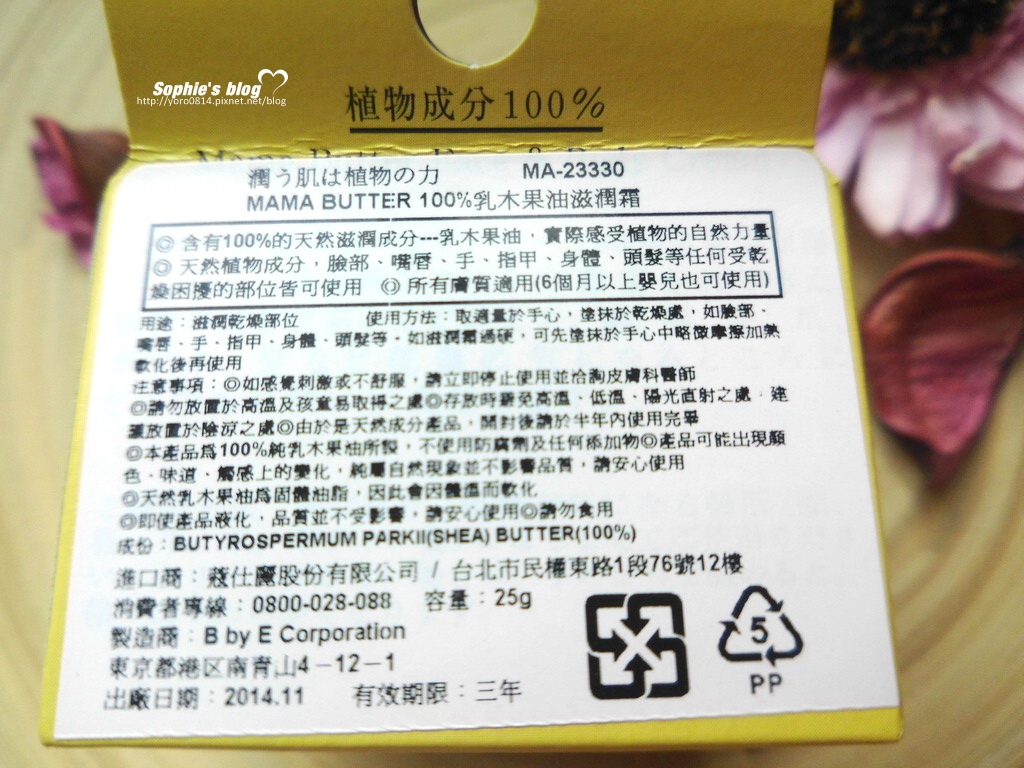 Sophie's blog
http://yoro0814.pixnet.net/blog
植物成分100%
潤う肌は植物の力 MA-23330
MAMA BUTTER 100%乳木果油滋潤霜
◎ 含有100%的天然滋潤成分---乳木果油，實際感受植物的自然力量
◎ 天然植物成分，臉部、嘴唇、手、指甲、身體、頭髮等任何受乾
燥困擾的部位皆可使用 ◎ 所有膚質適用(6個月以上嬰兒也可使用)
用途：滋潤乾燥部位 使用方法：取適量於手心，塗抹於乾燥處，如臉部、
嘴唇、手、指甲、身體、頭髮等。如滋潤霜過硬，可先塗抹於手心中略微摩擦加熱
軟化後再使用
注意事項：◎如感覺刺激或不舒服，請立即停止使用並洽詢皮膚科醫師
◎請勿放置於高溫及孩童易取得之處◎存放時避免高溫、低溫、陽光直射之處，建
議放置於陰涼之處◎由於是天然成分產品，開封後請於半年內使用完畢
◎本產品為100%純乳木果油所製，不使用防腐劑及任何添加物◎產品可能出現顏
色、味道、觸感上的變化，純屬自然現象並不影響品質，請安心使用
◎天然乳木果油為固體油脂，因此會因體溫而軟化
◎即使產品液化，品質並不受影響，請安心使用◎請勿食用
成份：BUTYROSPERMUM PARKII(SHEA) BUTTER(100%)
進口商：蔻仕麗股份有限公司 / 台北市民權東路1段76號12樓
消費者專線：0800-028-088 容量：25g
製造商：B by E Corporation
東京都港区南青山4－12－1
出廠日期：2014.11 有效期限：三年
5
PP